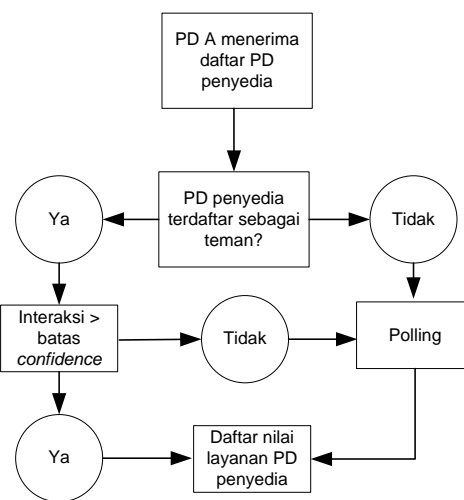 PD A menerima
daftar PD
penyedia
PD penyedia
terdaftar sebagai
teman?
Ya
Tidak
Interaksi >
batas
confidence
Tidak
Polling
Ya
Daftar nilai
layanan PD
penyedia